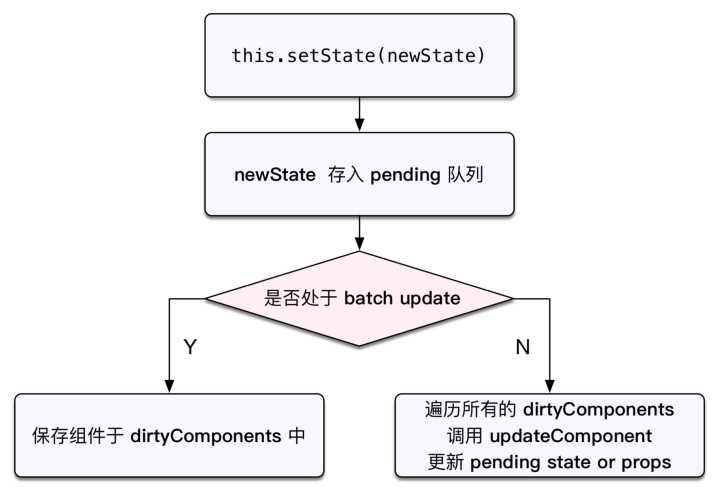 this.setState(newState)
newState 存入 pending 队列
是否处于 batch update
Y
N
保存组件于 dirtyComponents 中
遍历所有的 dirtyComponents
调用 updateComponent
更新 pending state or props